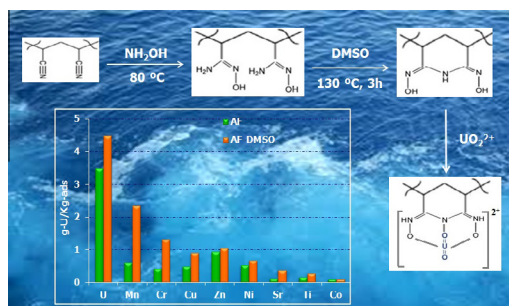 NH₂OH
80 ºC
DMSO
130 ºC, 3h
H₂N
N
OH
H₂N
N
OH
N
OH
N
H
N
OH
UO₂²⁺
AF
AF DMSO
g-U/Kg-ads
5
4
3
2
1
0
U Mn Cr Cu Zn Ni Sr Ti Co
HN
N
NH
2+
O
O
O
U
O